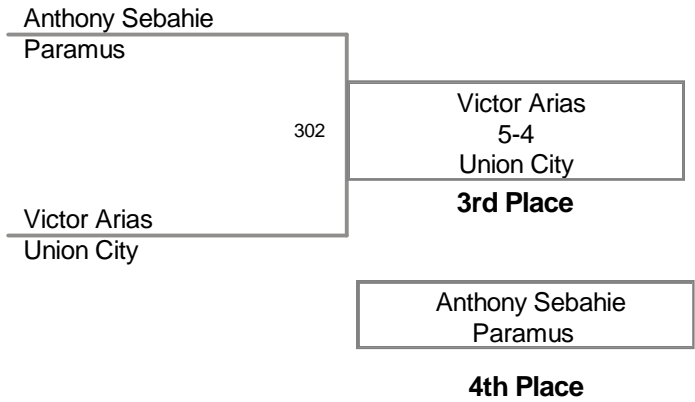 Anthony Sebahie
Paramus
302
Victor Arias
5-4
Union City
3rd Place
Victor Arias
Union City
Anthony Sebahie
Paramus
4th Place